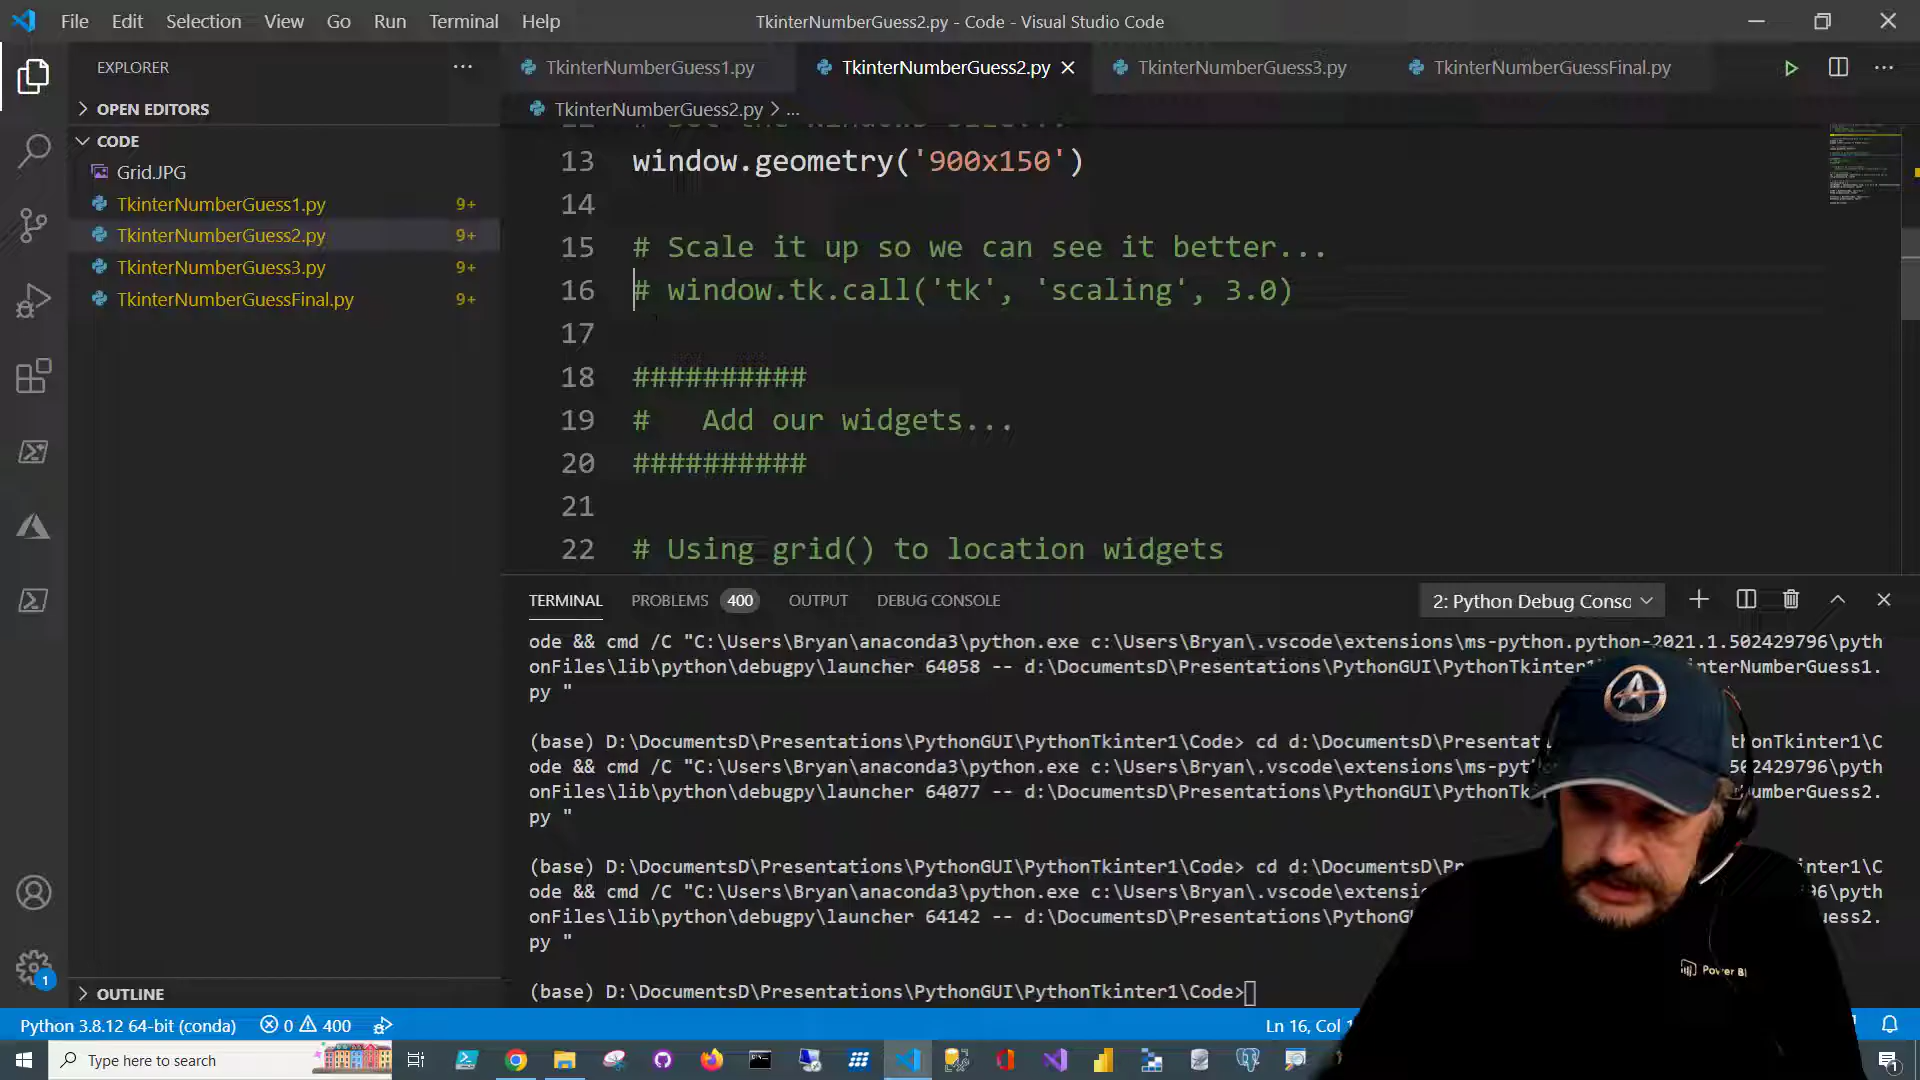 File Edit Selection View Go Run Terminal Help
TkinterNumberGuess2.py - Code - Visual Studio Code
EXPLORER
OPEN EDITORS
CODE
Grid.JPG
TkinterNumberGuess1.py 9+
TkinterNumberGuess2.py 9+
TkinterNumberGuess3.py 9+
TkinterNumberGuessFinal.py 9+
OUTLINE
TkinterNumberGuess1.py TkinterNumberGuess2.py TkinterNumberGuess3.py TkinterNumberGuessFinal.py
TkinterNumberGuess2.py > ...
13 window.geometry('900x150')
14
15 # Scale it up so we can see it better...
16 # window.tk.call('tk', 'scaling', 3.0)
17
18 ##########
19 #   Add our widgets...
20 ##########
21
22 # Using grid() to location widgets
TERMINAL PROBLEMS 400 OUTPUT DEBUG CONSOLE
2: Python Debug Conso
ode && cmd /C "C:\Users\Bryan\anaconda3\python.exe c:\Users\Bryan\.vscode\extensions\ms-python.python-2021.1.502429796\pyth
onFiles\lib\python\debugpy\launcher 64058 -- d:\DocumentsD\Presentations\PythonGUI\PythonTkinter1 interNumberGuess1.
py "
(base) D:\DocumentsD\Presentations\PythonGUI\PythonTkinter1\Code> cd d:\DocumentsD\Presentat thonTkinter1\C
ode && cmd /C "C:\Users\Bryan\anaconda3\python.exe c:\Users\Bryan\.vscode\extensions\ms-pyt 502429796\pyth
onFiles\lib\python\debugpy\launcher 64077 -- d:\DocumentsD\Presentations\PythonGUI\PythonTk umberGuess2.
py "
(base) D:\DocumentsD\Presentations\PythonGUI\PythonTkinter1\Code> cd d:\DocumentsD\Pr inter1\C
ode && cmd /C "C:\Users\Bryan\anaconda3\python.exe c:\Users\Bryan\.vscode\extensi 96\pyth
onFiles\lib\python\debugpy\launcher 64142 -- d:\DocumentsD\Presentations\PythonG uess2.
py "
(base) D:\DocumentsD\Presentations\PythonGUI\PythonTkinter1\Code>
Power BI
Python 3.8.12 64-bit (conda) 0 400
Ln 16, Col 1
Type here to search